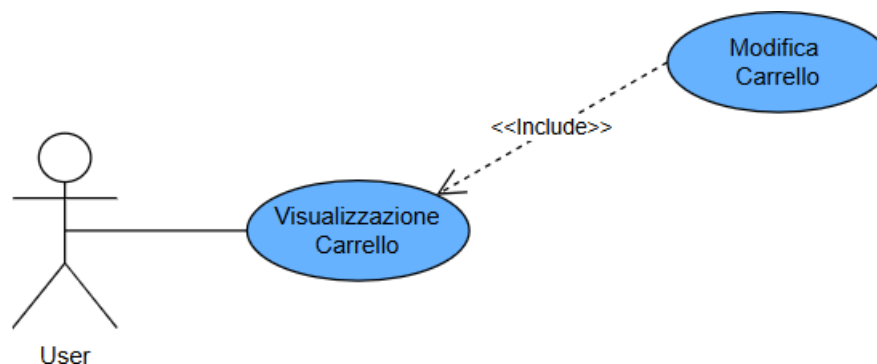 Modifica
Carrello
<<Include>>
Visualizzazione
Carrello
User